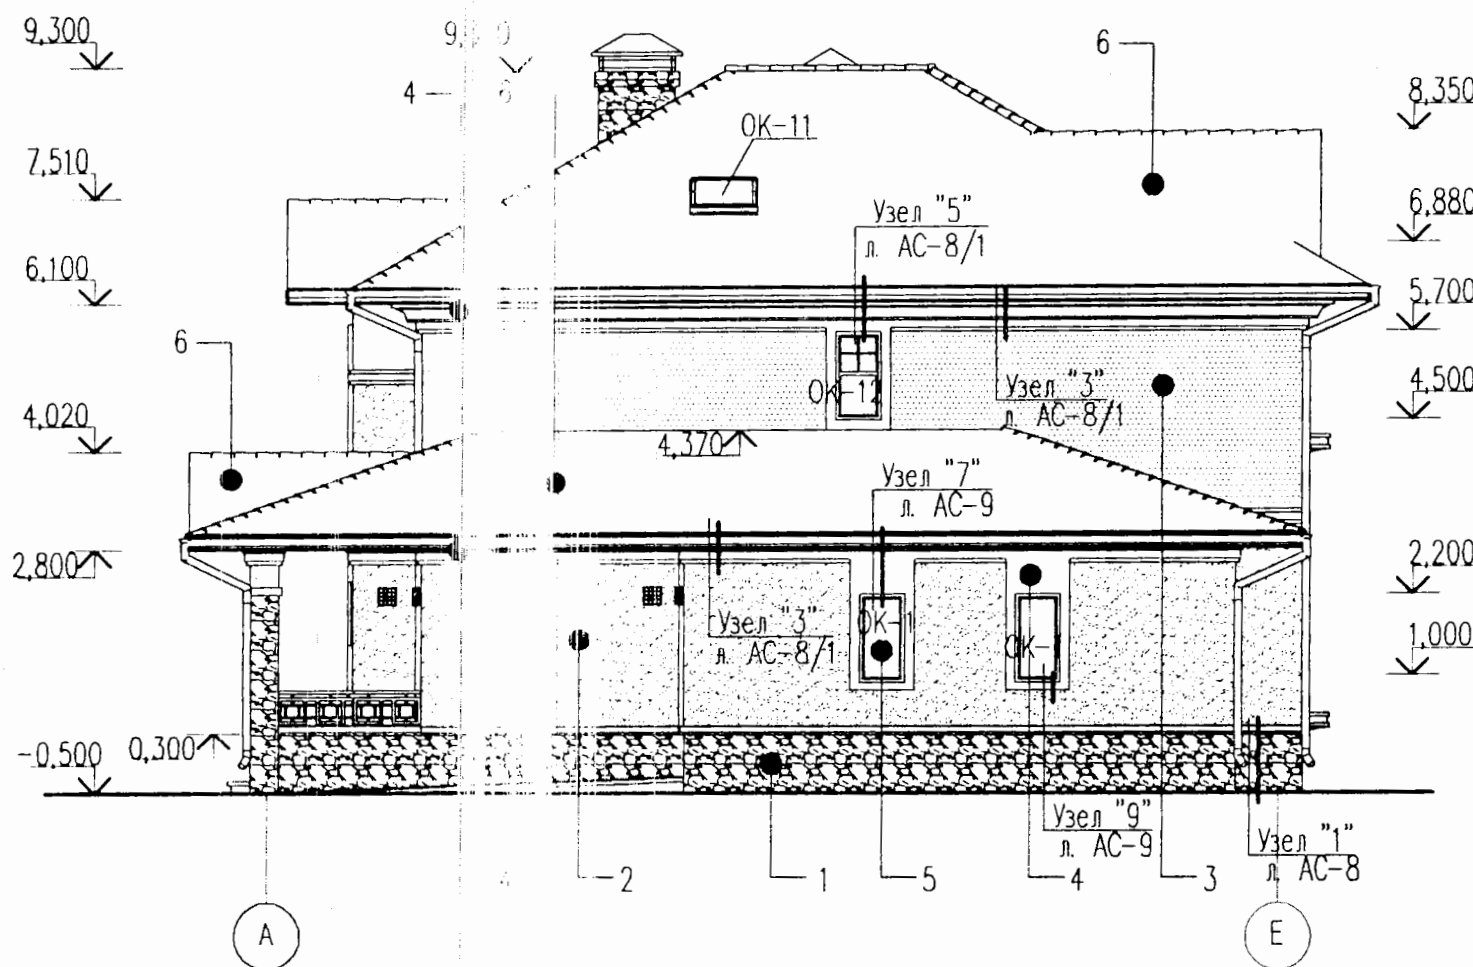 9,300
6
4
8,350
ОК-11
7,510
Узел "5"
л. АС-8/1
6,880
6,100
5,700
6
ОК-12
Узел "3"
л. АС-8/1
4,500
4,020
4,370
Узел "7"
л. АС-9
2,800
2,200
Узел "3"
л. АС-8/1
ОК-1
1,000
-0,500
0,300
Узел "9"
л. АС-9
Узел "1"
л. АС-8
2
1
5
4
3
А
Е